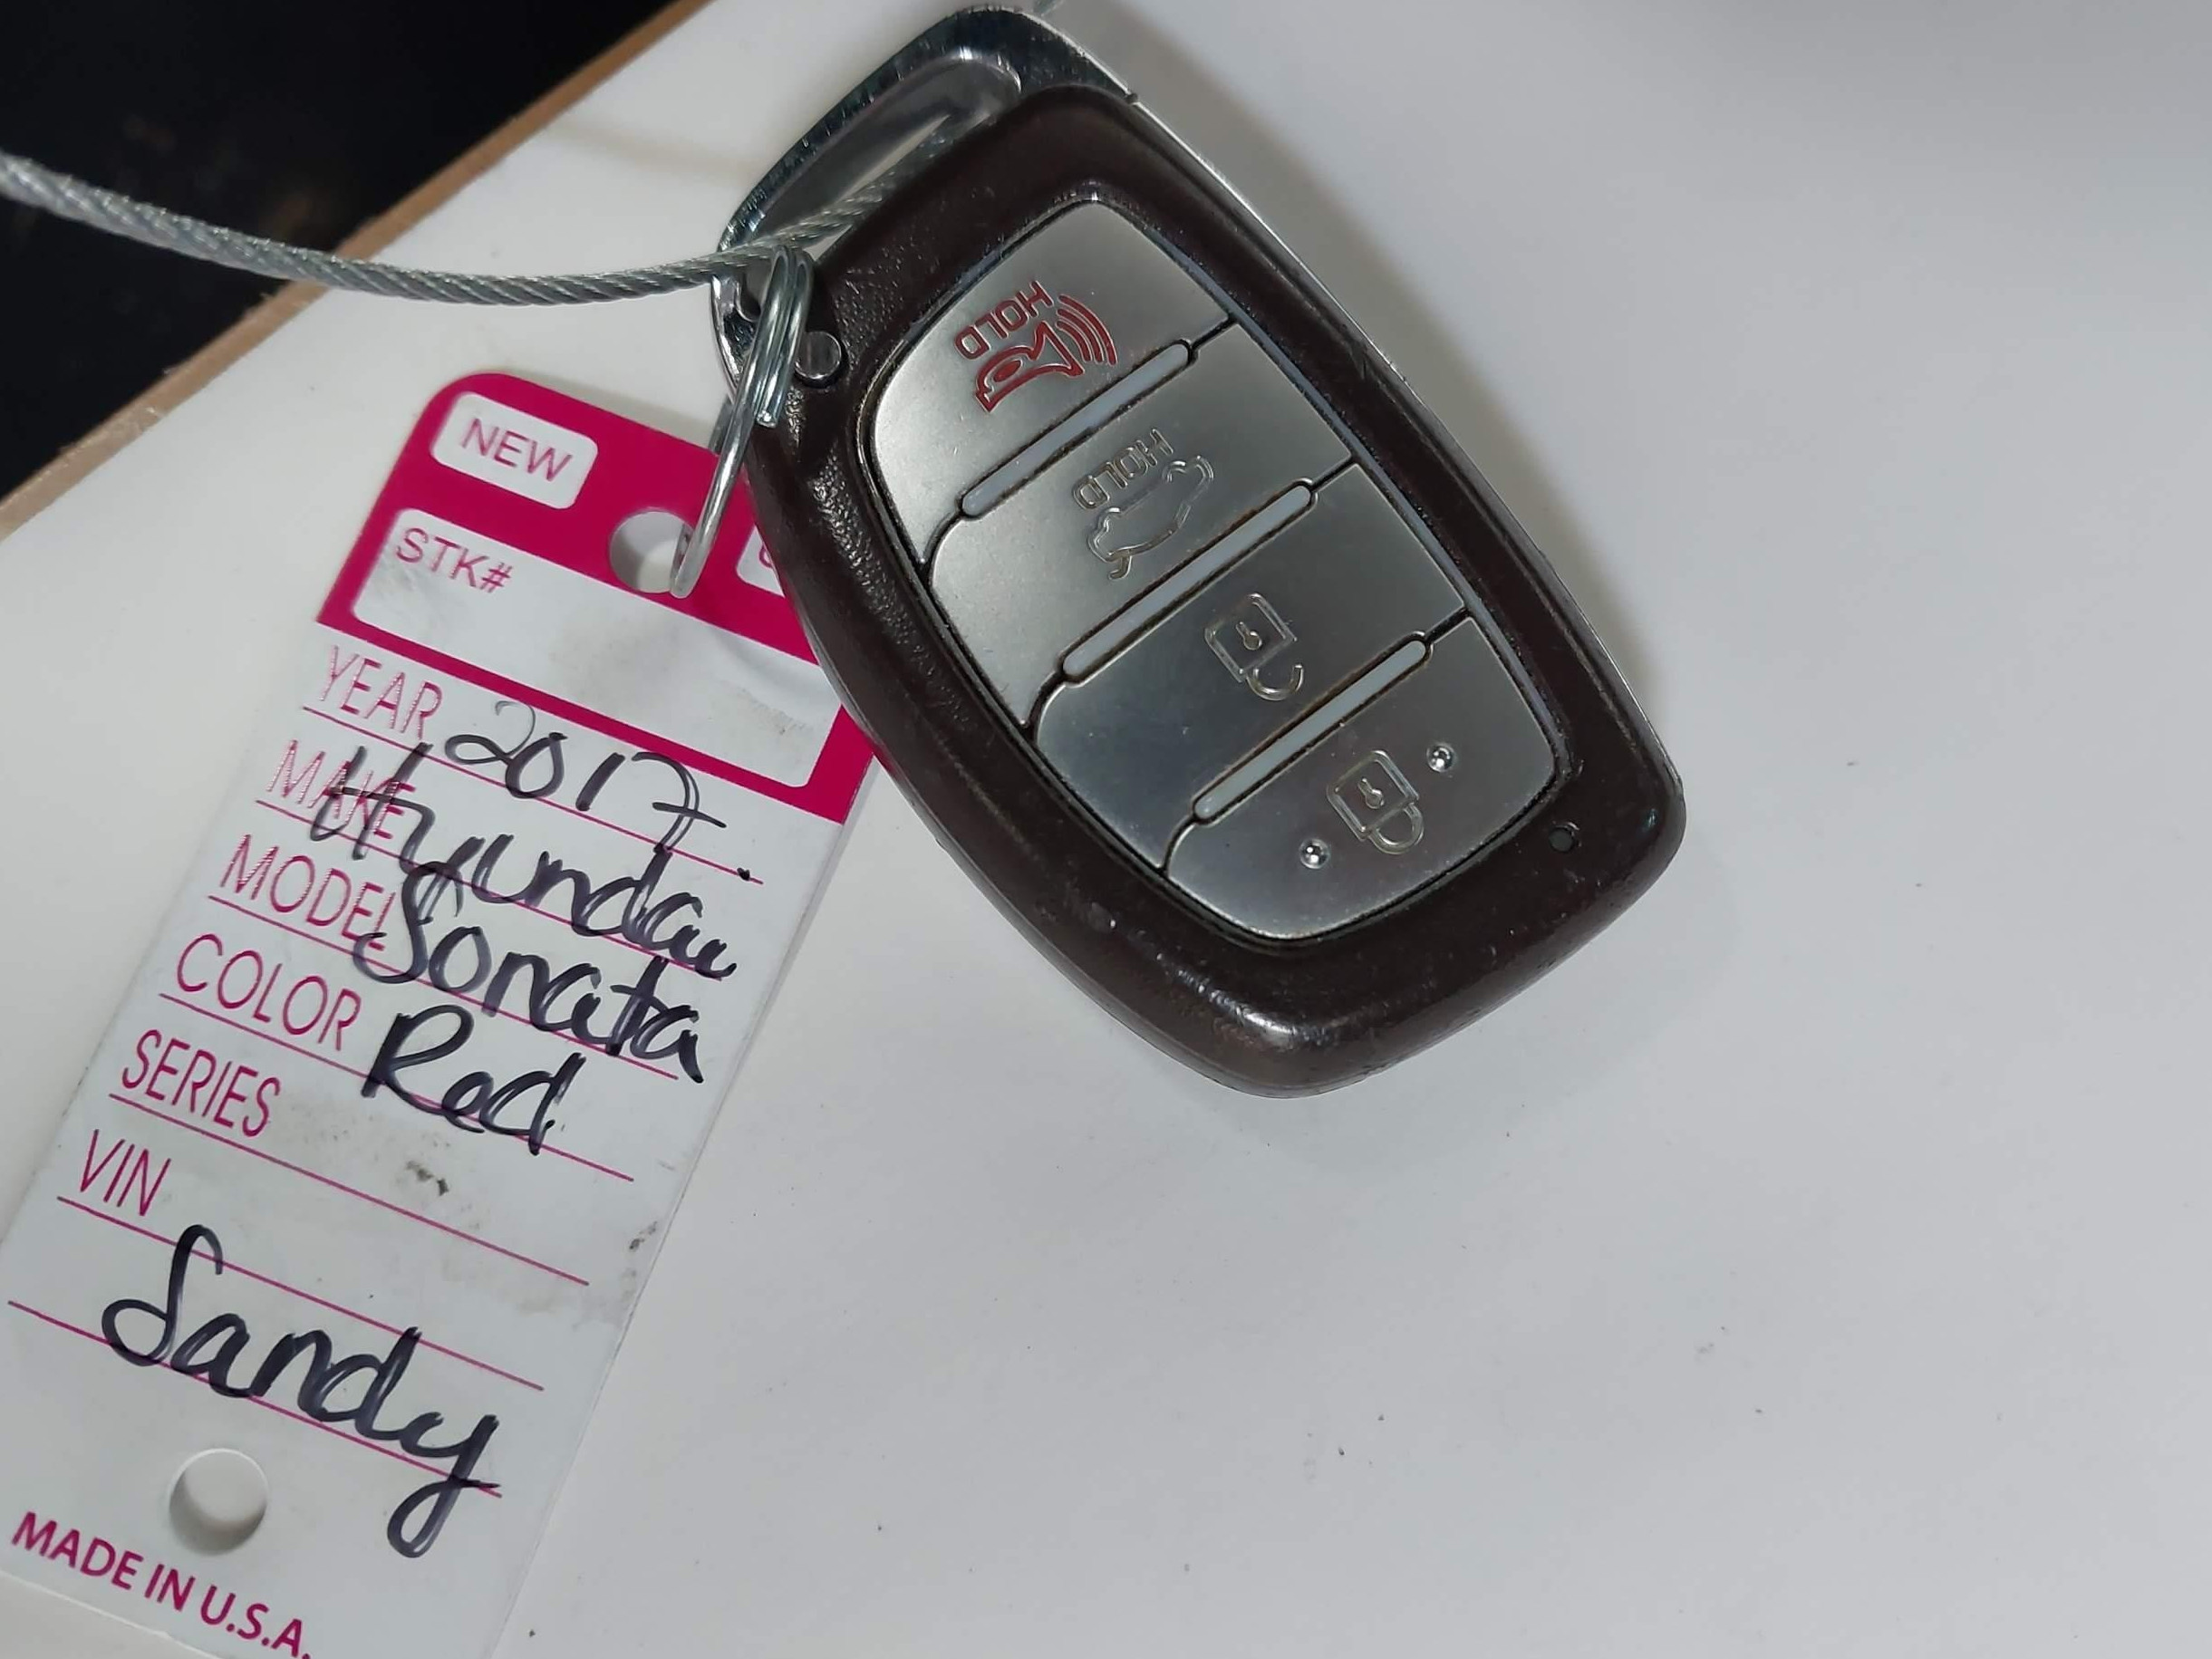 NEW
STK#
YEAR 2017
MAKE Hyundai
MODEL Sonata
COLOR Red
SERIES
VIN
Sandy
MADE IN U.S.A.
HOLD
HOLD